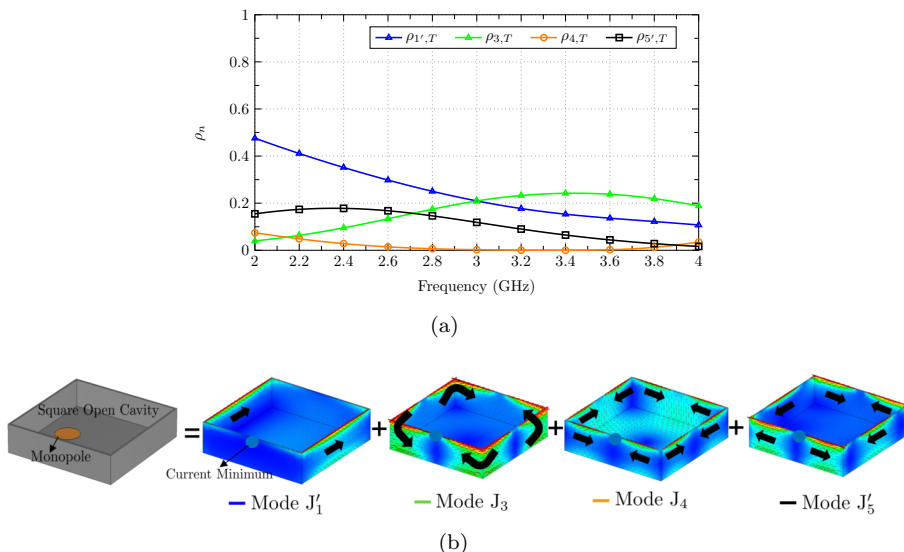 1
0.8
0.6
0.4
0.2
0
ρn
ρ1′,T ρ3,T ρ4,T ρ5′,T
2 2.2 2.4 2.6 2.8 3 3.2 3.4 3.6 3.8 4
Frequency (GHz)
(a)
Square Open Cavity
Monopole
=
+
+
+
Current Minimum
Mode J′1
Mode J3
Mode J4
Mode J′5
(b)